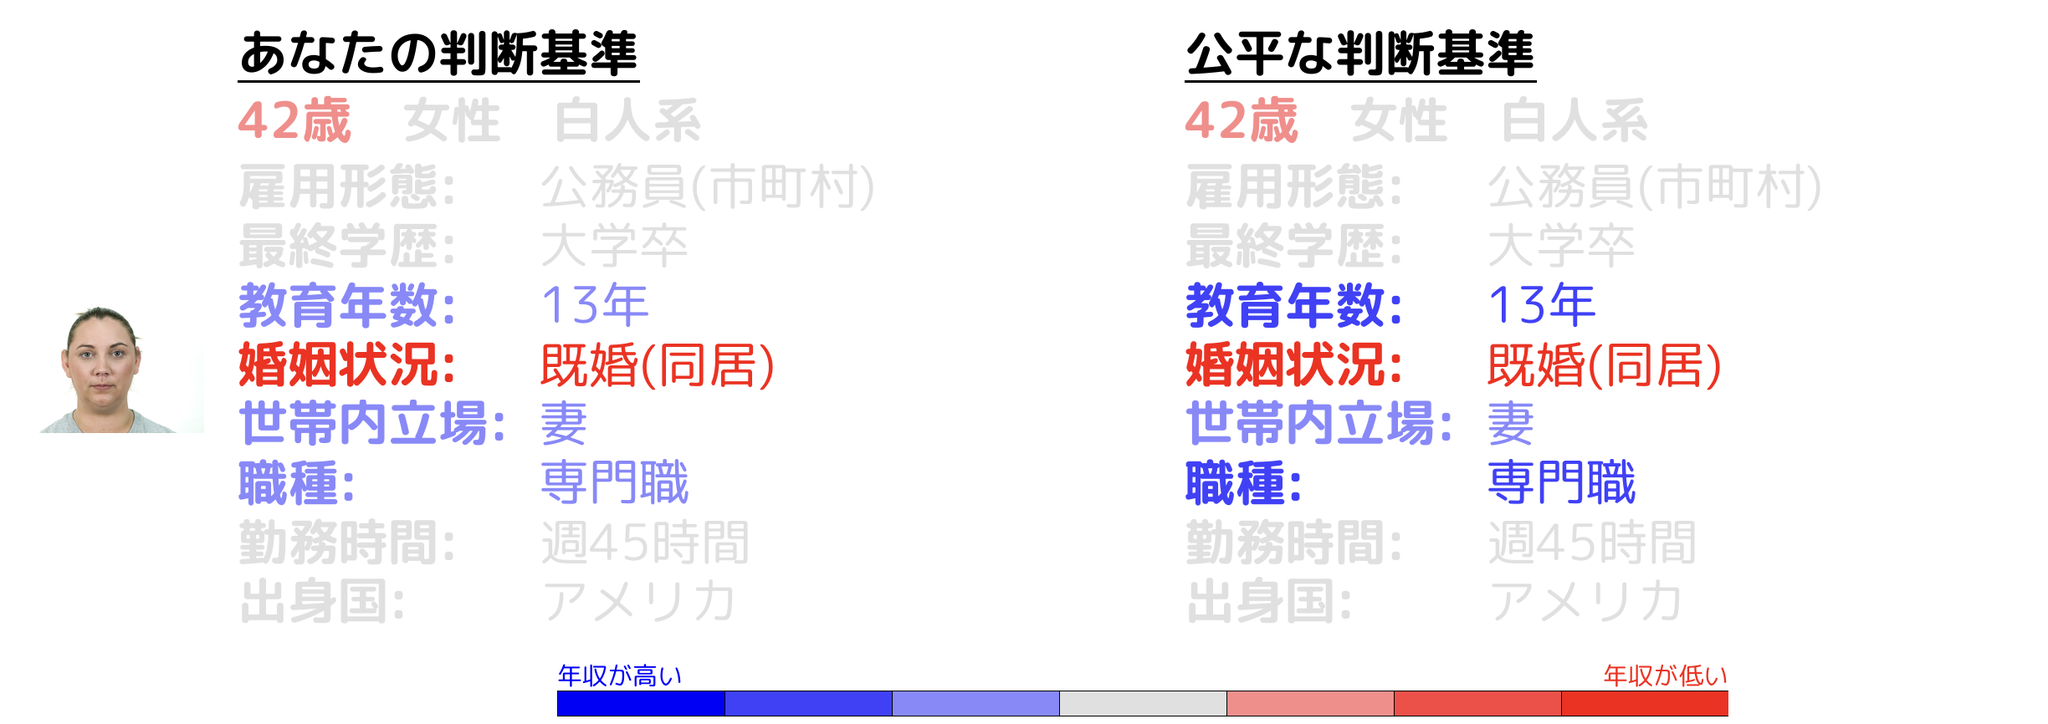 あなたの判断基準
42歳 女性 白人系
雇用形態: 公務員(市町村)
最終学歴: 大学卒
教育年数: 13年
婚姻状況: 既婚(同居)
世帯内立場: 妻
職種: 専門職
勤務時間: 週45時間
出身国: アメリカ
公平な判断基準
42歳 女性 白人系
雇用形態: 公務員(市町村)
最終学歴: 大学卒
教育年数: 13年
婚姻状況: 既婚(同居)
世帯内立場: 妻
職種: 専門職
勤務時間: 週45時間
出身国: アメリカ
年収が高い
年収が低い